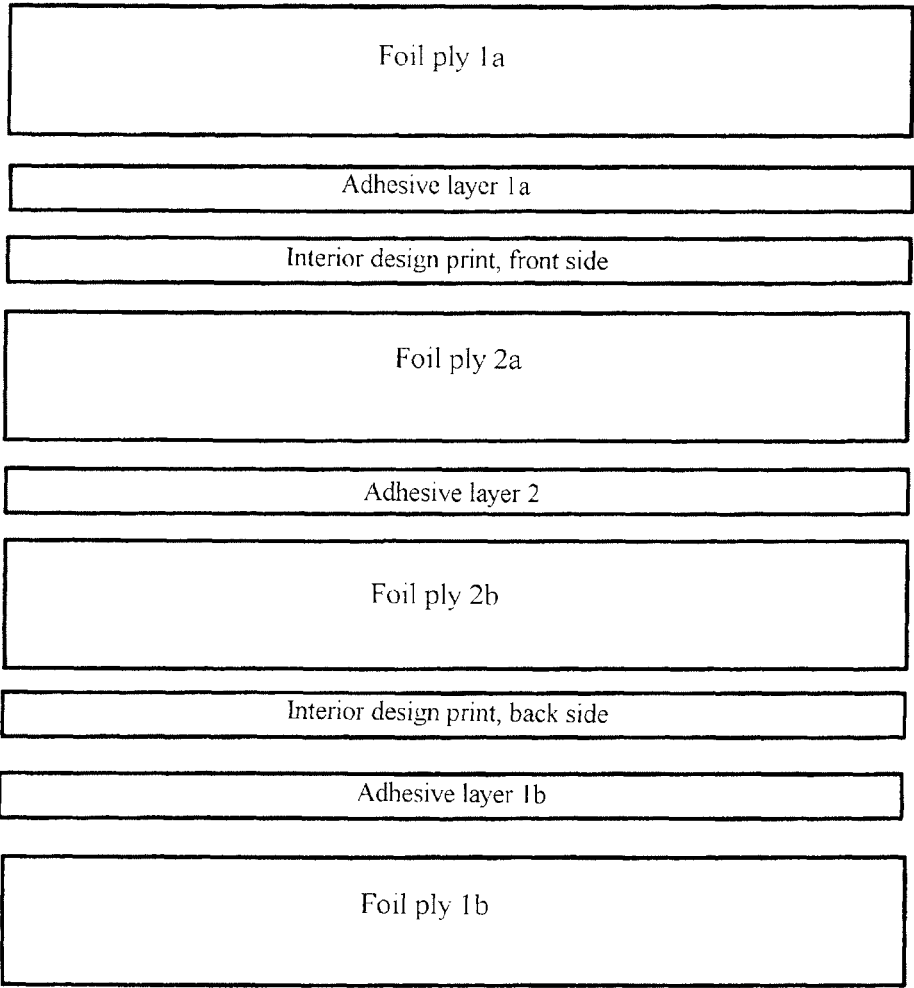 Foil ply 1a
Adhesive layer 1a
Interior design print, front side
Foil ply 2a
Adhesive layer 2
Foil ply 2b
Interior design print, back side
Adhesive layer 1b
Foil ply 1b